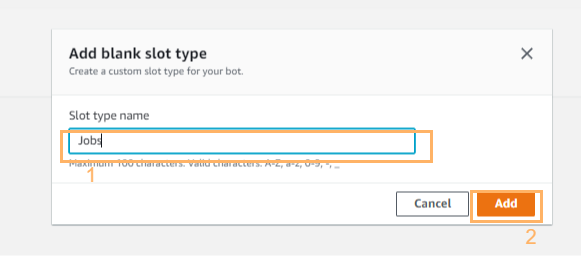 Add blank slot type
Create a custom slot type for your bot.
Slot type name
Jobs
Maximum 100 characters. Valid characters: A-Z, a-z, 0-9, -, _
1
Cancel
Add
2